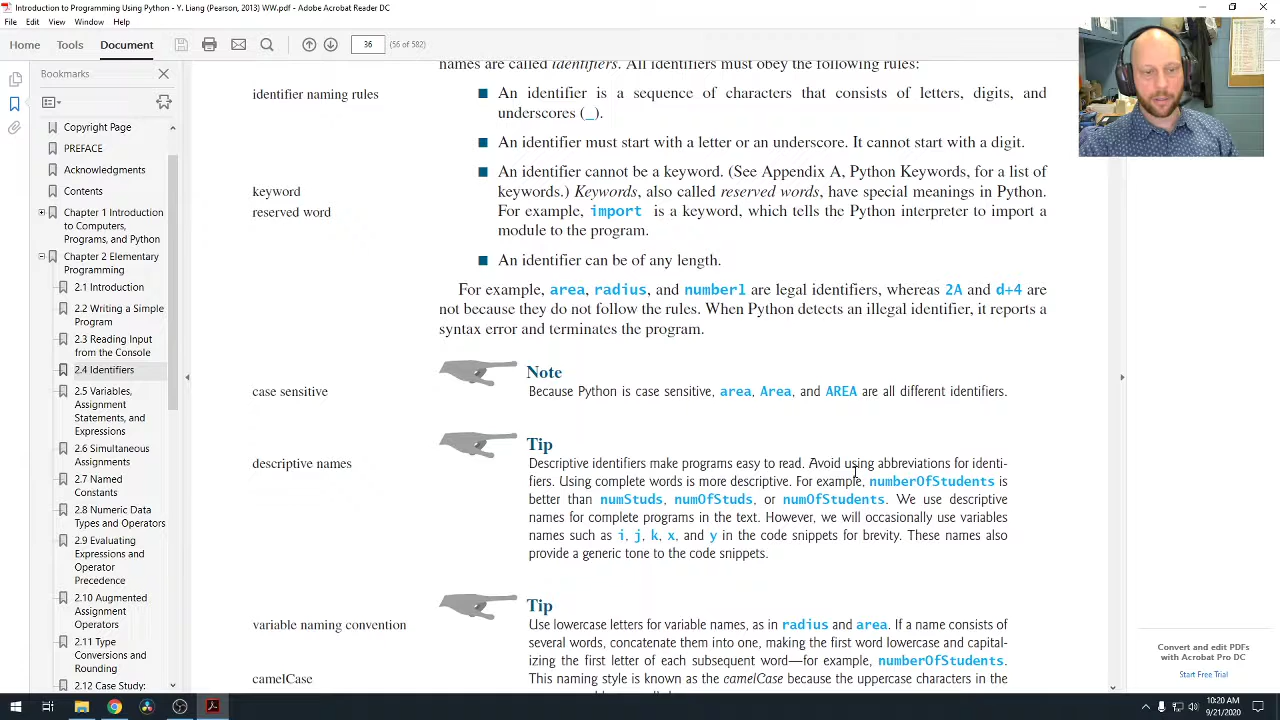 Introduction to Programming Using Python - Y. Liang (Pearson, 2013) WW.pdf - Adobe Acrobat Reader DC
File Edit View Window Help
Home Tools Document 36 (56 of 582)
Bookmarks
Copyright Page
PREFACE
Acknowledgments
Contents
Chapter 1 Introduction
to Computers,
Programs, and Python
Chapter 2 Elementary
Programming
2.1 Introduction
2.2 Writing a Simple
Program
2.3 Reading Input
from the Console
2.4 Identifiers
2.5 Variables,
Assignment
Statements, and
Expressions
2.6 Simultaneous
Assignments
2.7 Named
Constants
2.8 Numeric Data
Types and Operators
2.9 Evaluating
Expressions and
Operator
Precedence
2.10 Augmented
Assignment
Operators
2.11 Type
Conversions and
Rounding
2.12 Case Study:
names are called identifiers. All identifiers must obey the following rules:
identifier naming rules
■ An identifier is a sequence of characters that consists of letters, digits, and
underscores (_).
■ An identifier must start with a letter or an underscore. It cannot start with a digit.
■ An identifier cannot be a keyword. (See Appendix A, Python Keywords, for a list of
keyword
keywords.) Keywords, also called reserved words, have special meanings in Python.
reserved word
For example, import is a keyword, which tells the Python interpreter to import a
module to the program.
■ An identifier can be of any length.
For example, area, radius, and number1 are legal identifiers, whereas 2A and d+4 are
not because they do not follow the rules. When Python detects an illegal identifier, it reports a
syntax error and terminates the program.
Note
case sensitive
Because Python is case sensitive, area, Area, and AREA are all different identifiers.
Tip
descriptive names
Descriptive identifiers make programs easy to read. Avoid using abbreviations for identi-
fiers. Using complete words is more descriptive. For example, numberOfStudents is
better than numStuds, numOfStuds, or numOfStudents. We use descriptive
names for complete programs in the text. However, we will occasionally use variables
names such as i, j, k, x, and y in the code snippets for brevity. These names also
provide a generic tone to the code snippets.
Tip
variable naming convention
Use lowercase letters for variable names, as in radius and area. If a name consists of
several words, concatenate them into one, making the first word lowercase and capital-
izing the first letter of each subsequent word—for example, numberOfStudents.
camelCase
This naming style is known as the camelCase because the uppercase characters in the
Convert and edit PDFs
with Acrobat Pro DC
Start Free Trial
10:20 AM
9/21/2020